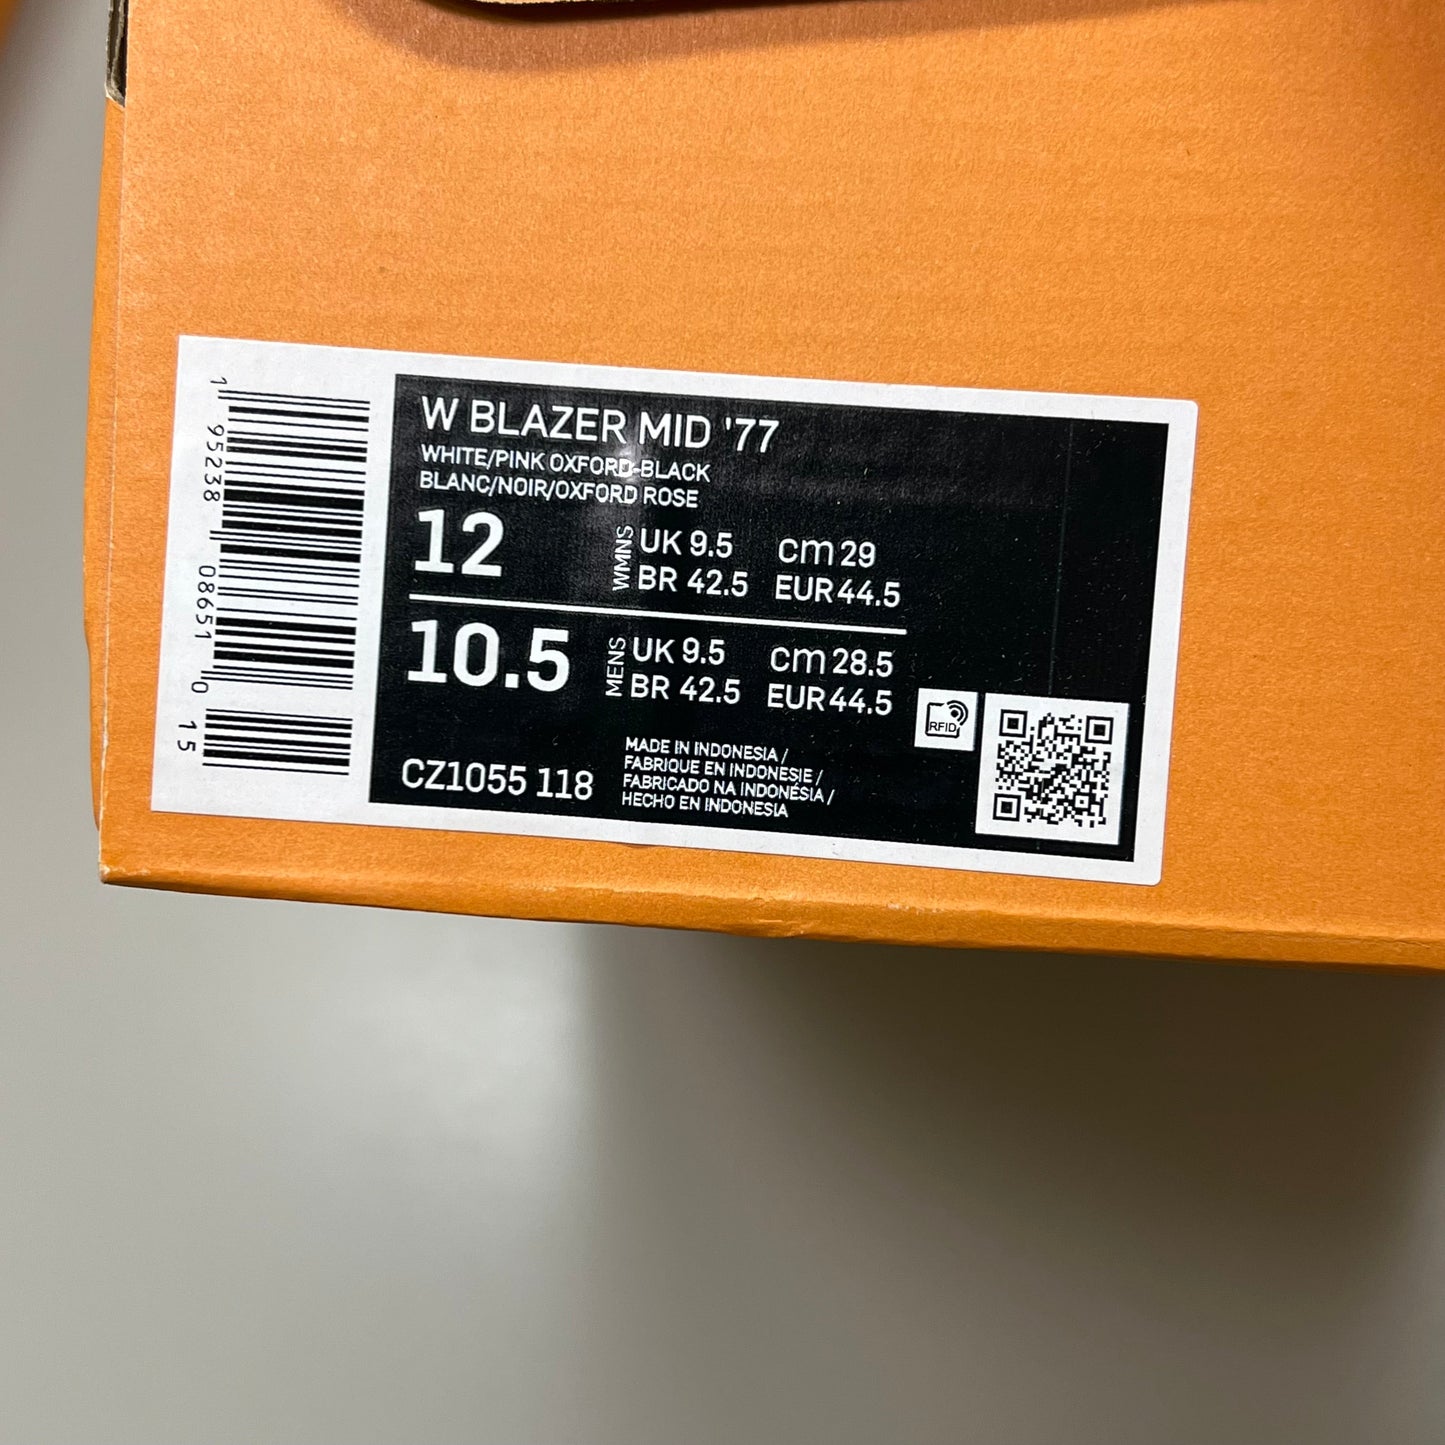 W BLAZER MID '77
WHITE/PINK OXFORD-BLACK
BLANC/NOIR/OXFORD ROSE
12
WMNS
UK 9.5 cm 29
BR 42.5 EUR 44.5
10.5
MENS
UK 9.5 cm 28.5
BR 42.5 EUR 44.5
CZ1055 118
MADE IN INDONESIA /
FABRIQUE EN INDONESIE /
FABRICADO NA INDONÉSIA /
HECHO EN INDONESIA
RFID
1 95238 08651 0 15